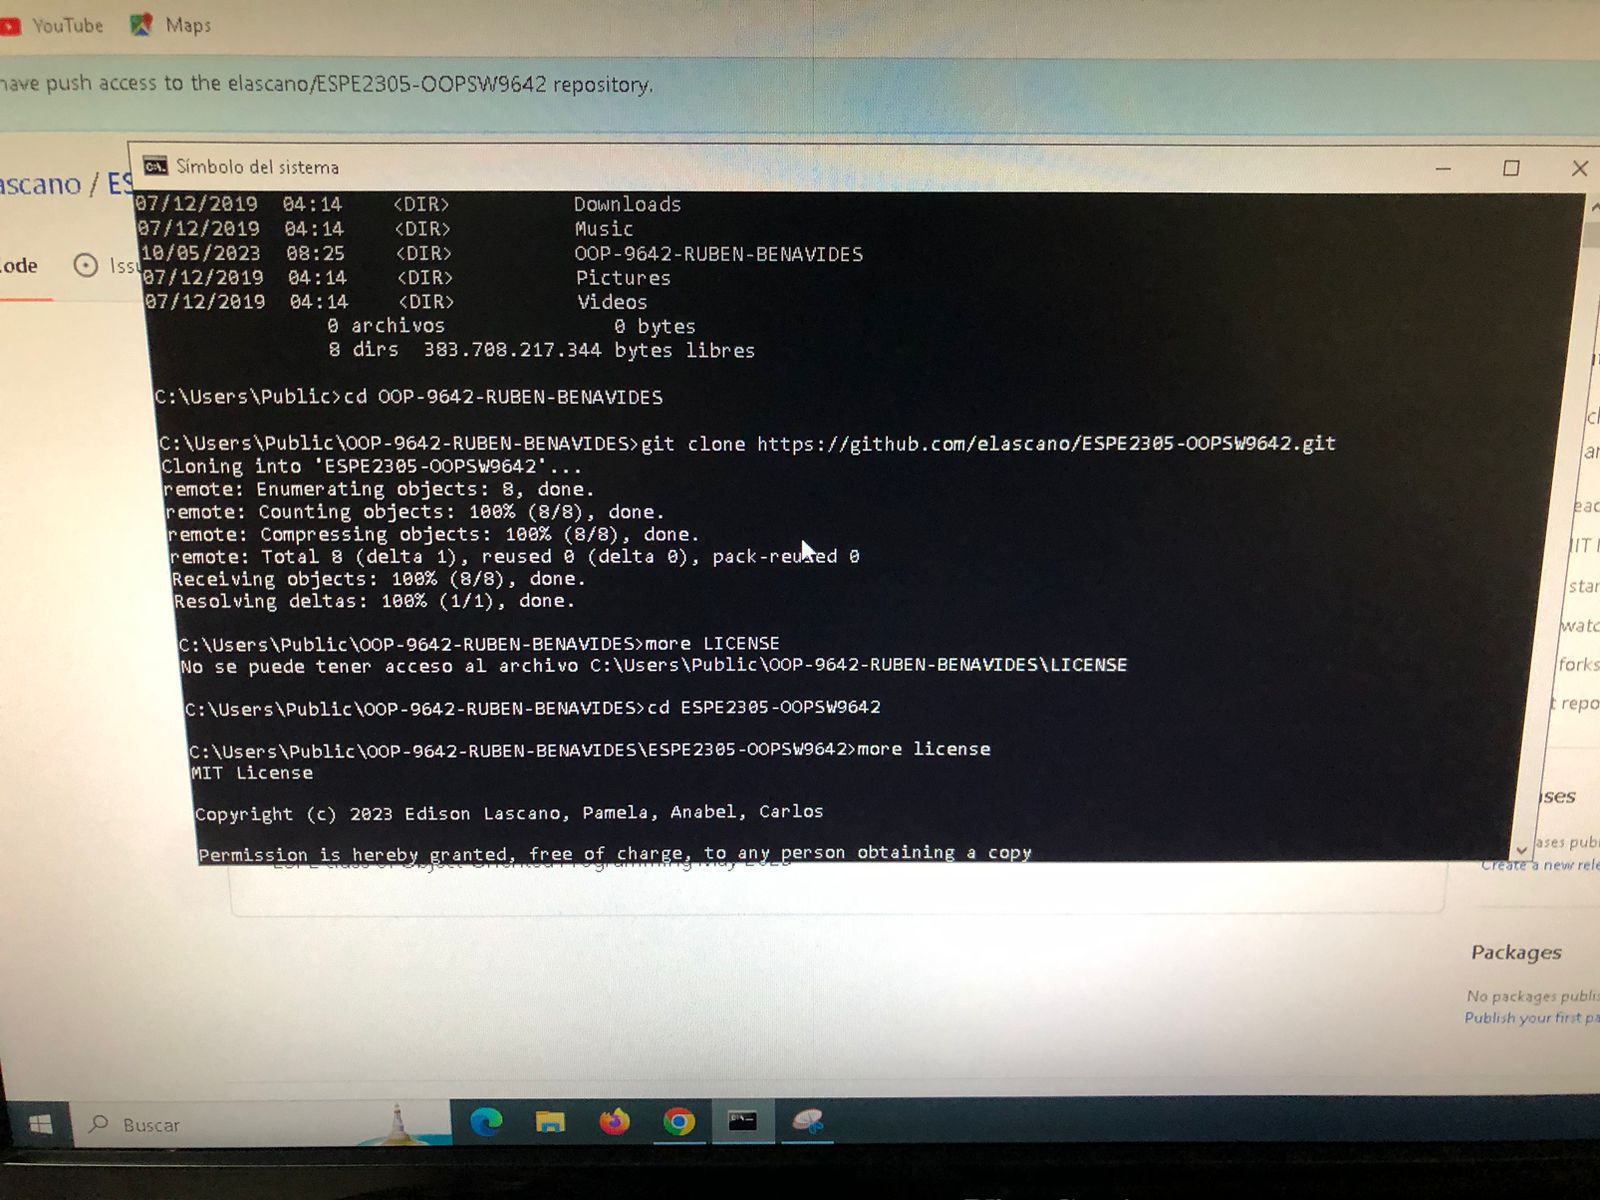 YouTube Maps
have push access to the elascano/ESPE2305-OOPSW9642 repository.
ascano / ES
ode Iss
Símbolo del sistema
07/12/2019 04:14 <DIR> Downloads
07/12/2019 04:14 <DIR> Music
10/05/2023 08:25 <DIR> OOP-9642-RUBEN-BENAVIDES
07/12/2019 04:14 <DIR> Pictures
07/12/2019 04:14 <DIR> Videos
0 archivos 0 bytes
8 dirs 383.708.217.344 bytes libres
C:\Users\Public>cd OOP-9642-RUBEN-BENAVIDES
C:\Users\Public\OOP-9642-RUBEN-BENAVIDES>git clone https://github.com/elascano/ESPE2305-OOPSW9642.git
Cloning into 'ESPE2305-OOPSW9642'...
remote: Enumerating objects: 8, done.
remote: Counting objects: 100% (8/8), done.
remote: Compressing objects: 100% (8/8), done.
remote: Total 8 (delta 1), reused 0 (delta 0), pack-reused 0
Receiving objects: 100% (8/8), done.
Resolving deltas: 100% (1/1), done.
C:\Users\Public\OOP-9642-RUBEN-BENAVIDES>more LICENSE
No se puede tener acceso al archivo C:\Users\Public\OOP-9642-RUBEN-BENAVIDES\LICENSE
C:\Users\Public\OOP-9642-RUBEN-BENAVIDES>cd ESPE2305-OOPSW9642
C:\Users\Public\OOP-9642-RUBEN-BENAVIDES\ESPE2305-OOPSW9642>more license
MIT License
Copyright (c) 2023 Edison Lascano, Pamela, Anabel, Carlos
Permission is hereby granted, free of charge, to any person obtaining a copy
star
watc
forks
t repo
ases
ases publ
Create a new rele
Packages
No packages publis
Publish your first pa
Buscar